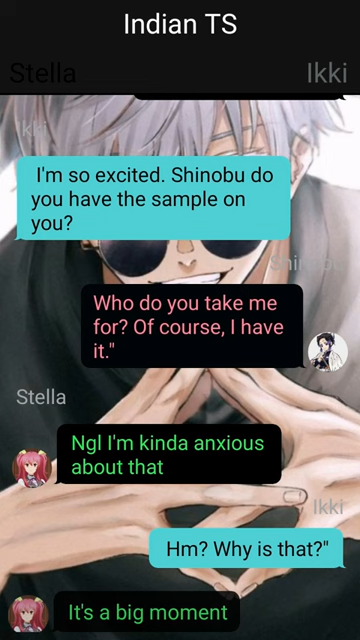 Indian TS
Stella Ikki
Ikki
I'm so excited. Shinobu do
you have the sample on
you?
Shinobu
Who do you take me
for? Of course, I have
it."
Stella
Ngl I'm kinda anxious
about that
Ikki
Hm? Why is that?"
It's a big moment